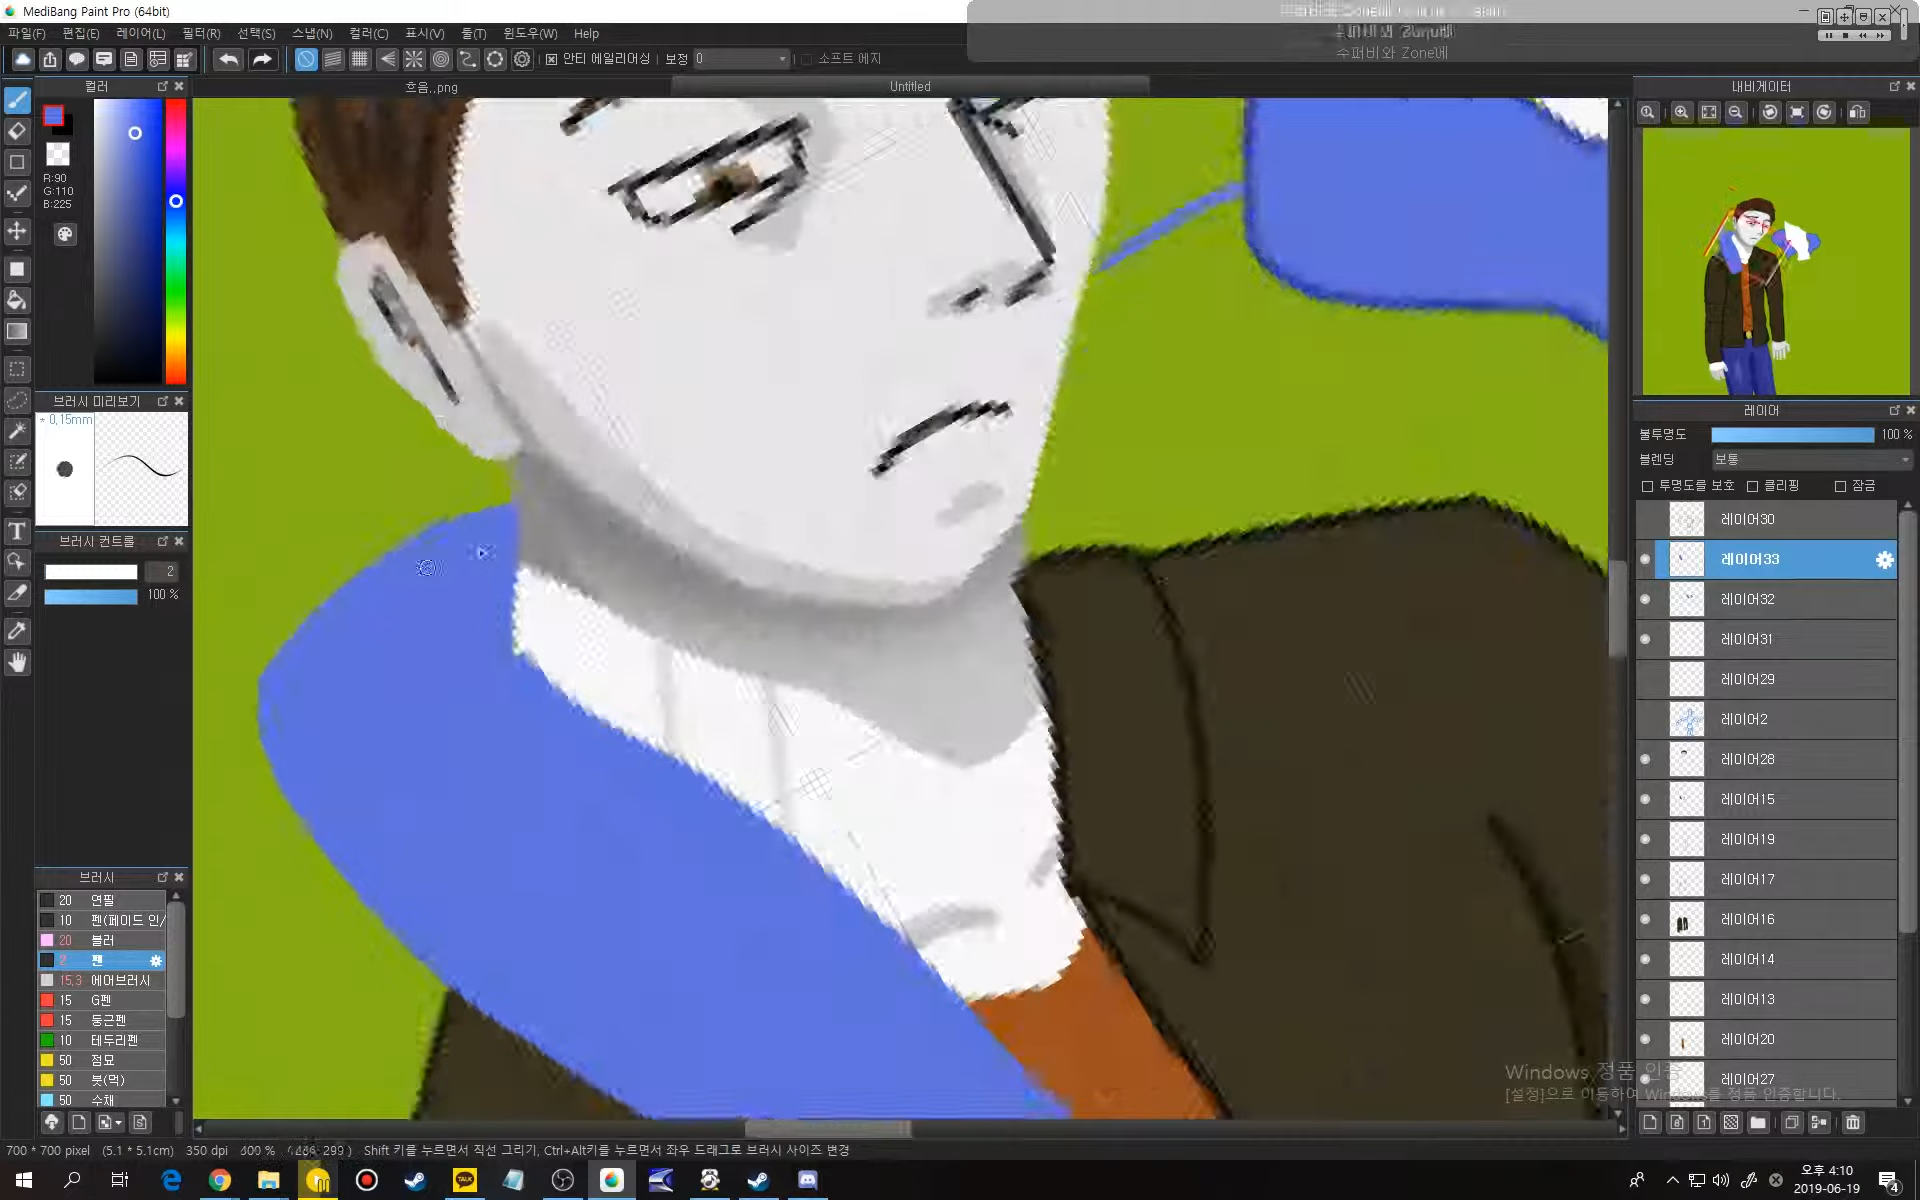 MediBang Paint Pro (64bit)
파일(F) 편집(E) 레이어(L) 필터(R) 선택(S) 스냅(N) 컬러(C) 표시(V) 툴(T) 윈도우(W) Help
수퍼비와 Zone에
안티 에일리어싱 보정 0 소프트 에지
컬러
흐음,.png
Untitled
내비게이터
R:90
G:110
B:225
브러시 미리보기
* 0.15mm
브러시 컨트롤
2
100 %
레이어
불투명도 100 %
블렌딩 보통
투명도를 보호 클리핑 잠금
레이어30
레이어33
레이어32
레이어31
레이어29
레이어2
레이어28
레이어15
레이어19
레이어17
레이어16
레이어14
레이어13
레이어20
레이어27
브러시
20 연필
10 펜(페이드 인/
20 블러
2 펜
15.3 에어브러시
15 G펜
15 둥근펜
10 테두리펜
50 점묘
50 붓(먹)
50 수채
Windows 정품 인증
[설정]으로 이동하여 Windows를 정품 인증합니다.
700 * 700 pixel (5.1 * 5.1cm) 350 dpi Shift 키를 누르면서 직선 그리기, Ctrl+Alt키를 누르면서 좌우 드래그로 브러시 사이즈 변경
TALK
오후 4:10
2019-06-19
4